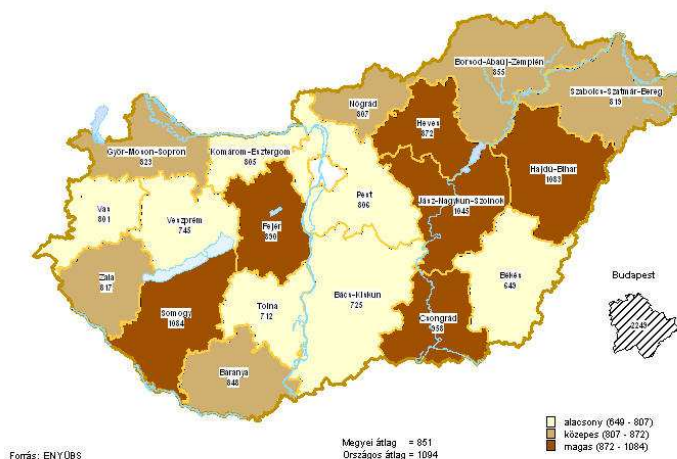 Borsod-Abaúj-Zemplén
855
Szabolcs-Szatmár-Bereg
819
Nógrád
807
Heves
872
Győr-Moson-Sopron
823
Komárom-Esztergom
805
Hajdú-Bihar
1083
Pest
806
Jász-Nagykun-Szolnok
1045
Vas
801
Veszprém
745
Fejér
890
Zala
817
Békés
649
Budapest
2249
Somogy
1084
Tolna
712
Bács-Kiskun
725
Csongrád
958
Baranya
848
alacsony (649 - 807)
közepes (807 - 872)
magas (872 - 1084)
Megyei átlag = 851
Országos átlag = 1094
Forrás: ENYÜBS